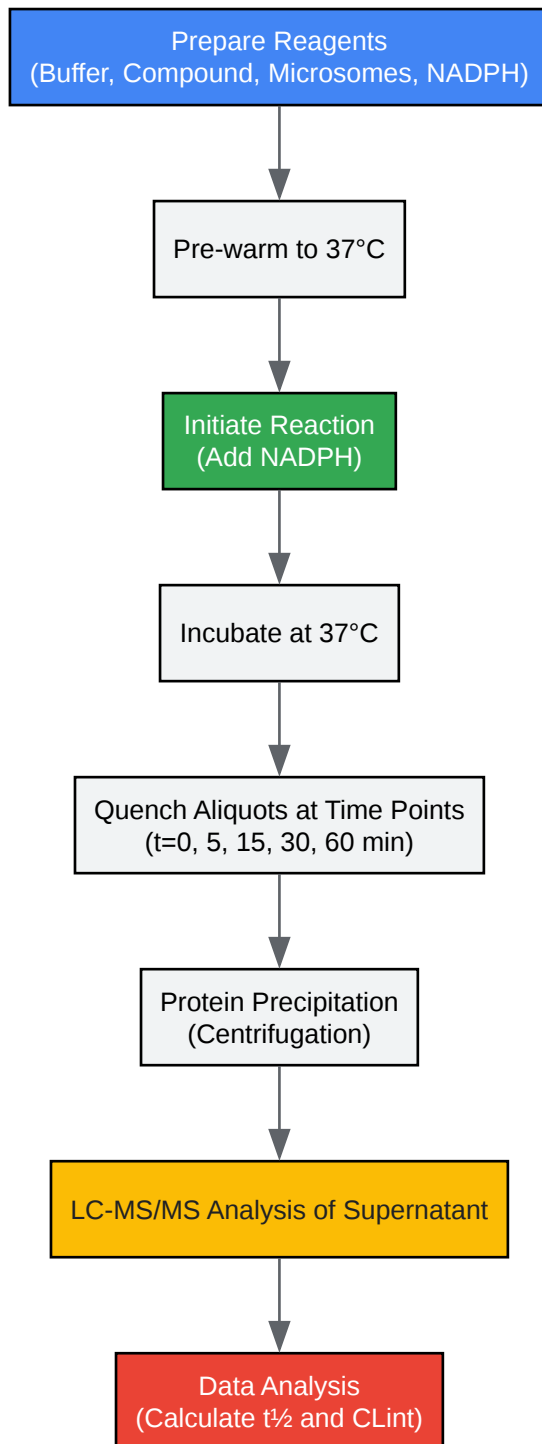 Prepare Reagents
(Buffer, Compound, Microsomes, NADPH)
Pre-warm to 37°C
Initiate Reaction
(Add NADPH)
Incubate at 37°C
Quench Aliquots at Time Points
(t=0, 5, 15, 30, 60 min)
Protein Precipitation
(Centrifugation)
LC-MS/MS Analysis of Supernatant
Data Analysis
(Calculate t½ and CLint)